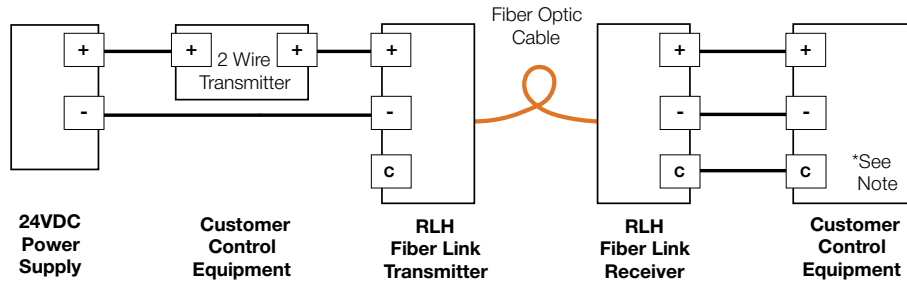 Fiber Optic
Cable
+ + + + + +
2 Wire
Transmitter
- - - -
C C C
*See
Note
24VDC
Power
Supply
Customer
Control
Equipment
RLH
Fiber Link
Transmitter
RLH
Fiber Link
Receiver
Customer
Control
Equipment